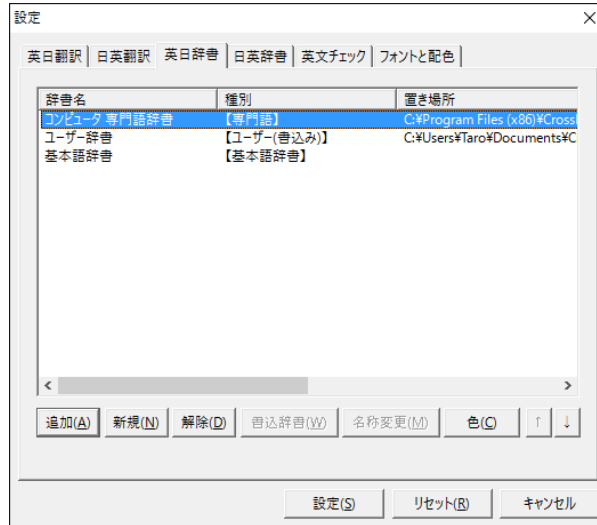 設定
英日翻訳 日英翻訳 英日辞書 日英辞書 英文チェック フォントと配色
辞書名 種別 置き場所
コンピュータ 専門語辞書 【専門語】 C:¥Program Files (x86)¥Crossl
ユーザー辞書 【ユーザー(書込み)】 C:¥Users¥Taro¥Documents¥C
基本語辞書 【基本語辞書】
追加(A) 新規(N) 解除(D) 書込辞書(W) 名称変更(M) 色(C) ↑ ↓
設定(S) リセット(R) キャンセル